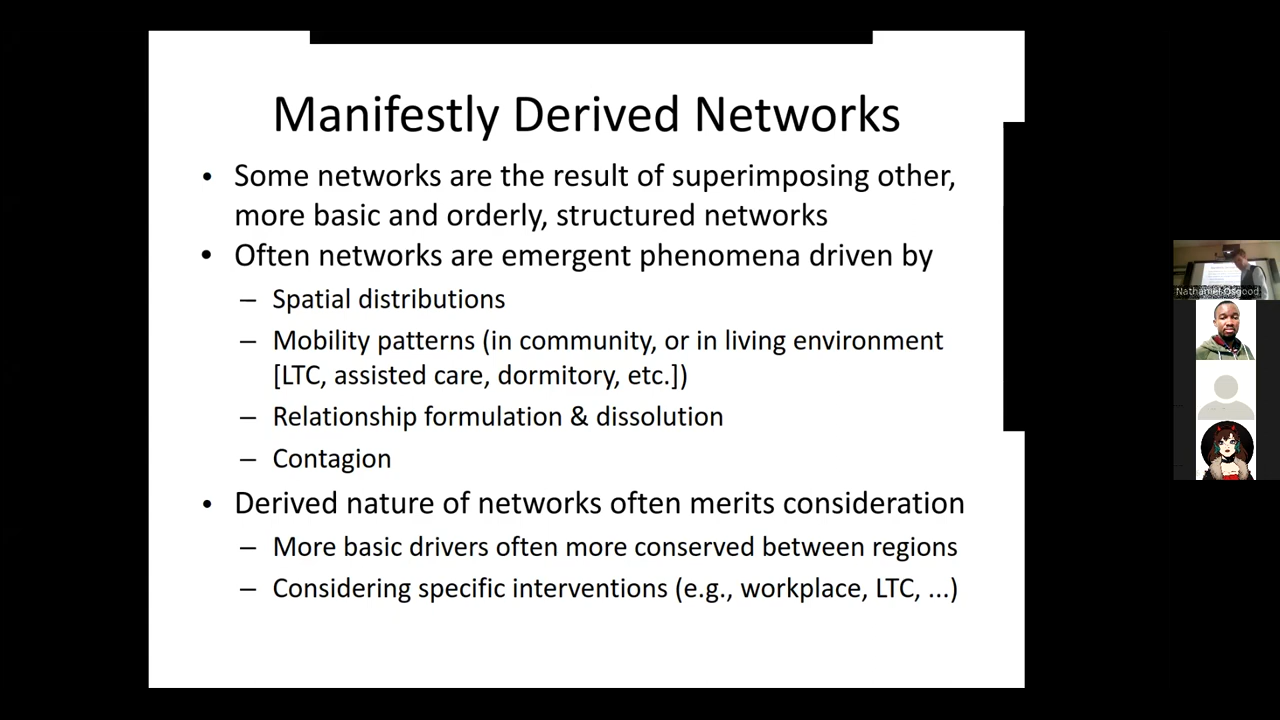 Manifestly Derived Networks
• Some networks are the result of superimposing other,
more basic and orderly, structured networks
• Often networks are emergent phenomena driven by
– Spatial distributions
– Mobility patterns (in community, or in living environment
[LTC, assisted care, dormitory, etc.])
– Relationship formulation & dissolution
– Contagion
• Derived nature of networks often merits consideration
– More basic drivers often more conserved between regions
– Considering specific interventions (e.g., workplace, LTC, ...)
Nathaniel Osgood